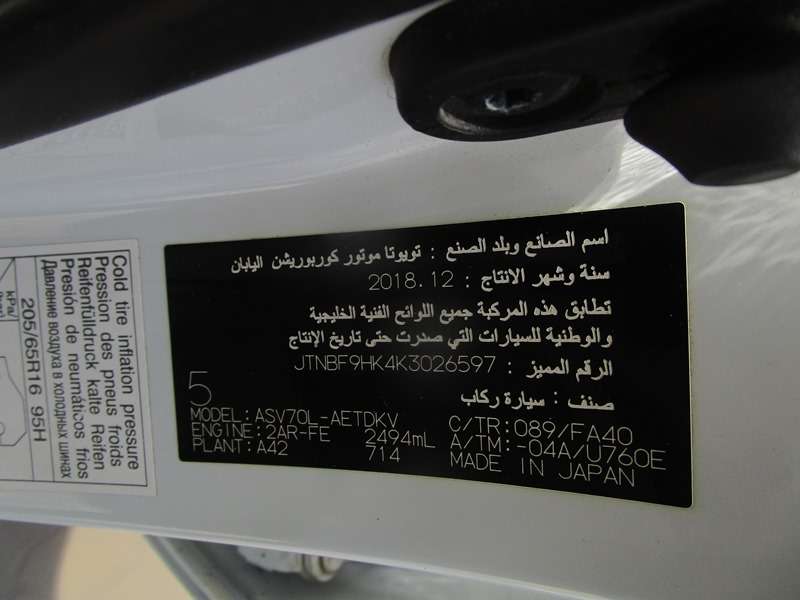 اسم الصانع وبلد الصنع : تويوتا موتور كوربوريشن اليابان
سنة وشهر الانتاج : 2018.12
تطابق هذه المركبة جميع اللوائح الفنية الخليجية
والوطنية للسيارات التي صدرت حتى تاريخ الإنتاج
الرقم المميز : JTNBF9HK4K3026597
صنف : سيارة ركاب
5
MODEL:ASV70L-AETDKV C/TR:089/FA40
ENGINE:2AR-FE 2494mL A/TM:-04A/U760E
PLANT:A42 714 MADE IN JAPAN
Cold tire inflation pressure
Pression des pneus froids
Reifenfülldruck kalte Reifen
Presión de neumáticos fríos
Давление воздуха в холодных шинах
205/65R16 95H
kPa/